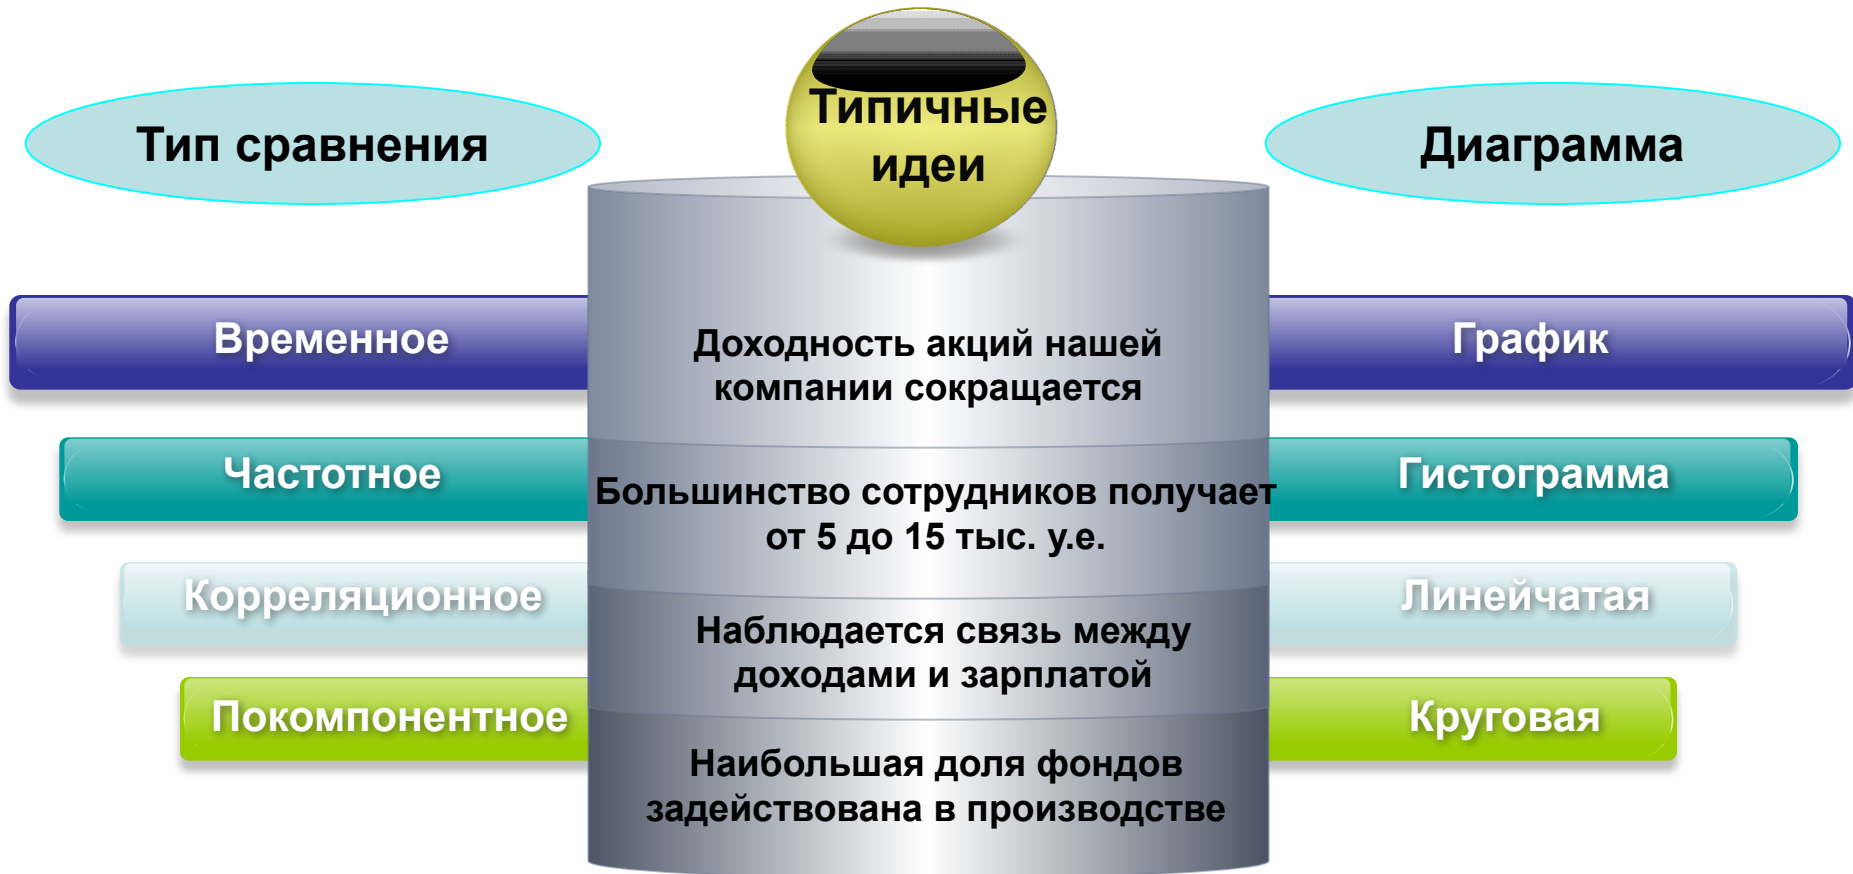 Типичные
идеи
Тип сравнения
Диаграмма
Временное
Доходность акций нашей
компании сокращается
График
Частотное
Большинство сотрудников получает
от 5 до 15 тыс. у.е.
Гистограмма
Корреляционное
Наблюдается связь между
доходами и зарплатой
Линейчатая
Покомпонентное
Наибольшая доля фондов
задействована в производстве
Круговая